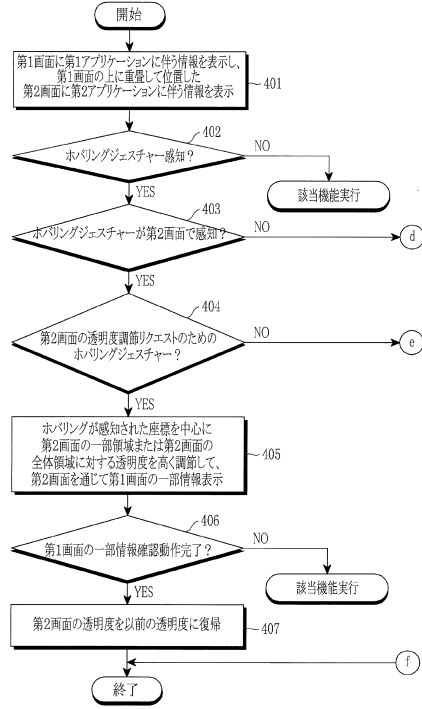 開始
第1画面に第1アプリケーションに伴う情報を表示し、
第1画面の上に重畳して位置した
第2画面に第2アプリケーションに伴う情報を表示
401
402
ホバリングジェスチャー感知？
NO
該当機能実行
YES
403
ホバリングジェスチャーが第2画面で感知？
NO
d
YES
404
第2画面の透明度調節リクエストのための
ホバリングジェスチャー？
NO
e
YES
ホバリングが感知された座標を中心に
第2画面の一部領域または第2画面の
全体領域に対する透明度を高く調節して、
第2画面を通じて第1画面の一部情報表示
405
406
第1画面の一部情報確認動作完了？
NO
該当機能実行
YES
第2画面の透明度を以前の透明度に復帰
407
f
終了